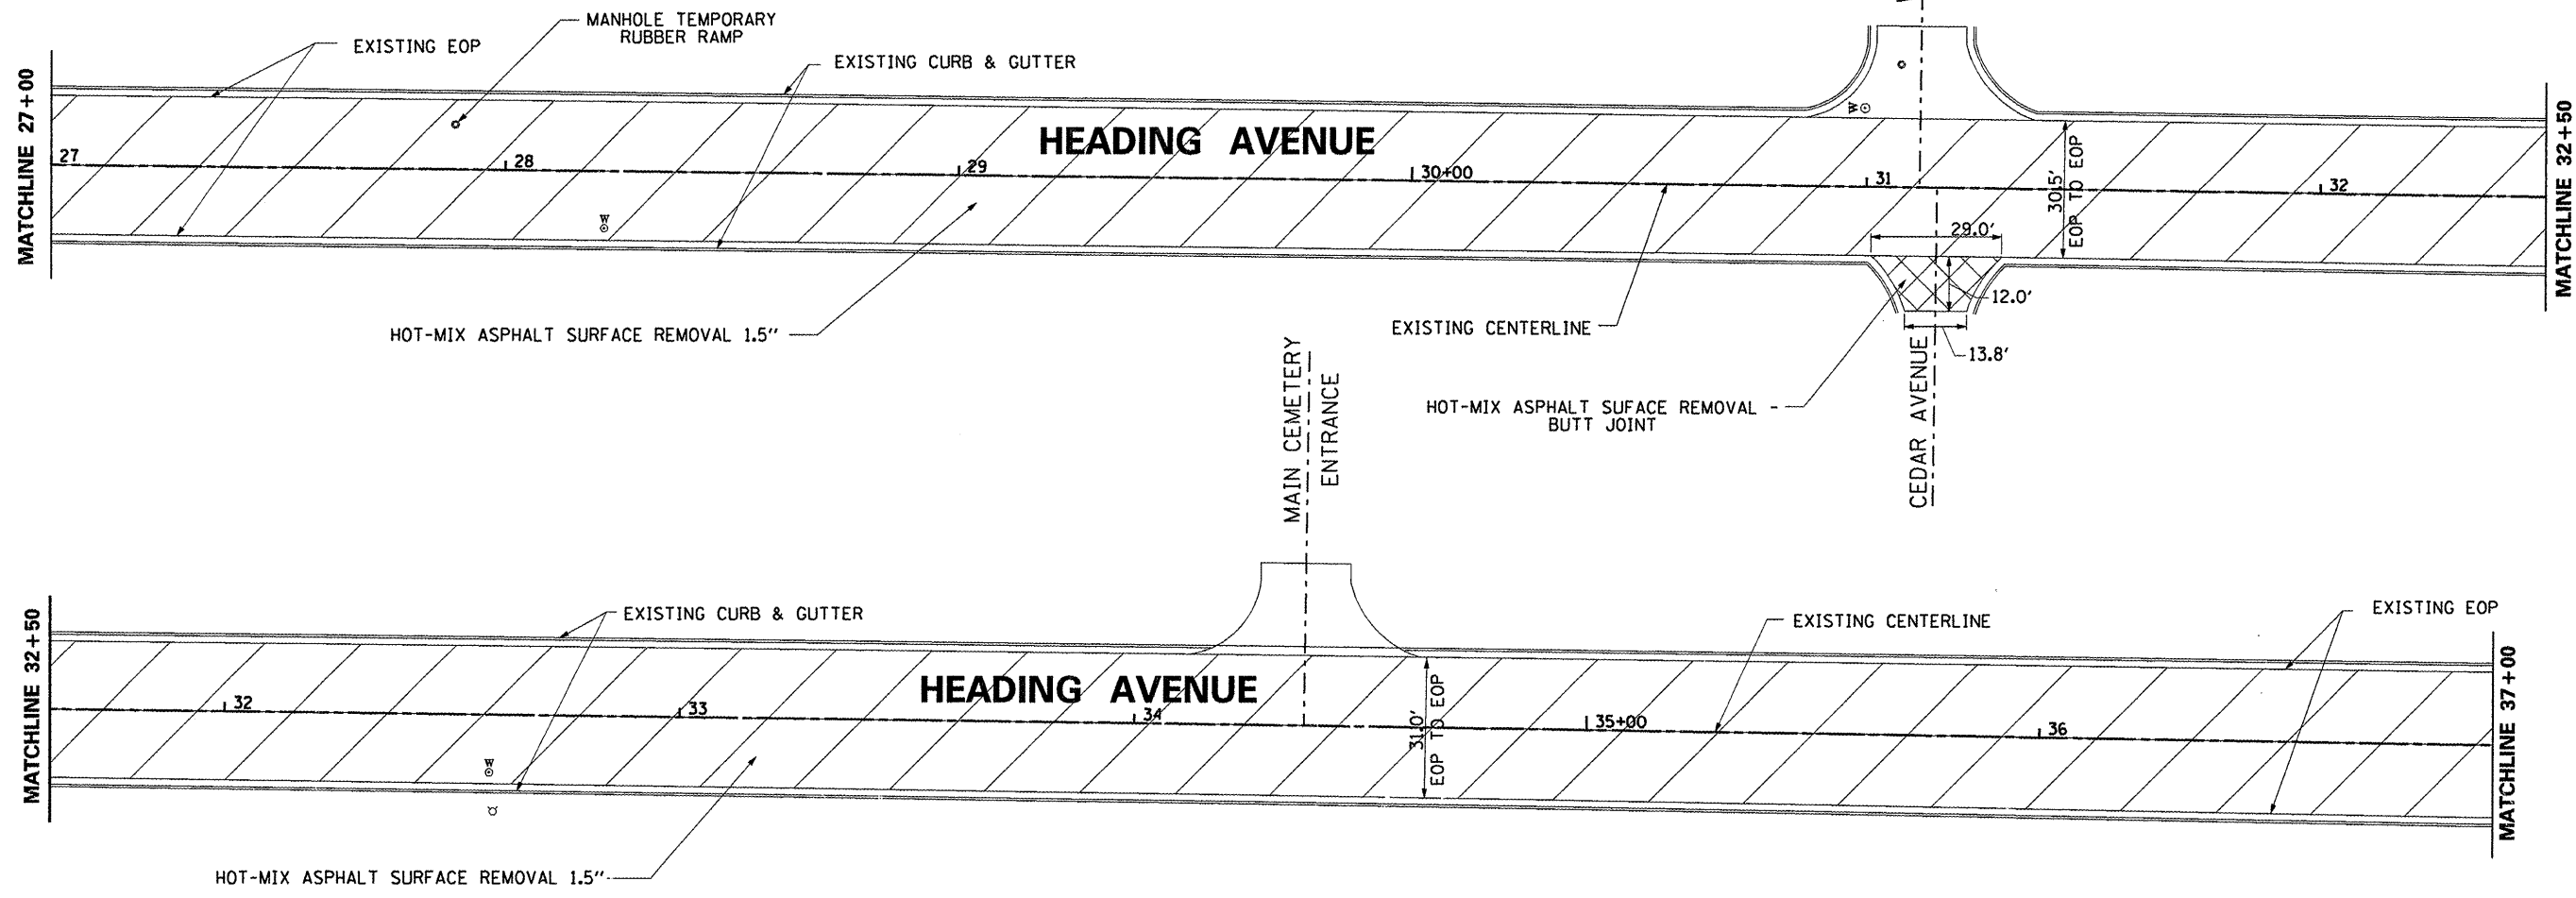 MANHOLE TEMPORARY
RUBBER RAMP
EXISTING EOP
EXISTING CURB & GUTTER
MATCHLINE 27+00
HEADING AVENUE
27
28
29
30+00
31
32
W
W
30.5'
EOP TO EOP
29.0'
12.0'
13.8'
MATCHLINE 32+50
HOT-MIX ASPHALT SURFACE REMOVAL 1.5"
EXISTING CENTERLINE
HOT-MIX ASPHALT SUFACE REMOVAL -
BUTT JOINT
CEDAR AVENUE
MAIN CEMETERY
ENTRANCE
MATCHLINE 32+50
EXISTING CURB & GUTTER
EXISTING CENTERLINE
EXISTING EOP
HEADING AVENUE
32
33
34
35+00
36
W
31.0'
EOP TO EOP
MATCHLINE 37+00
HOT-MIX ASPHALT SURFACE REMOVAL 1.5"